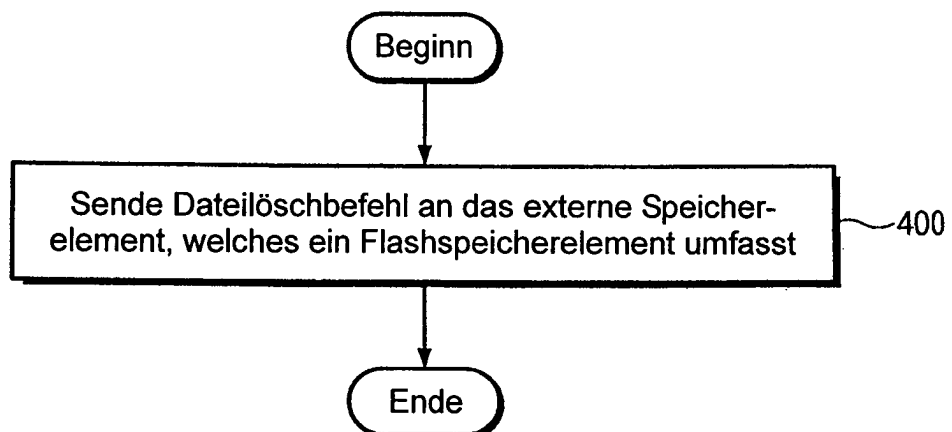 Beginn
Sende Dateilöschbefehl an das externe Speicher-
element, welches ein Flashspeicherelement umfasst
400
Ende